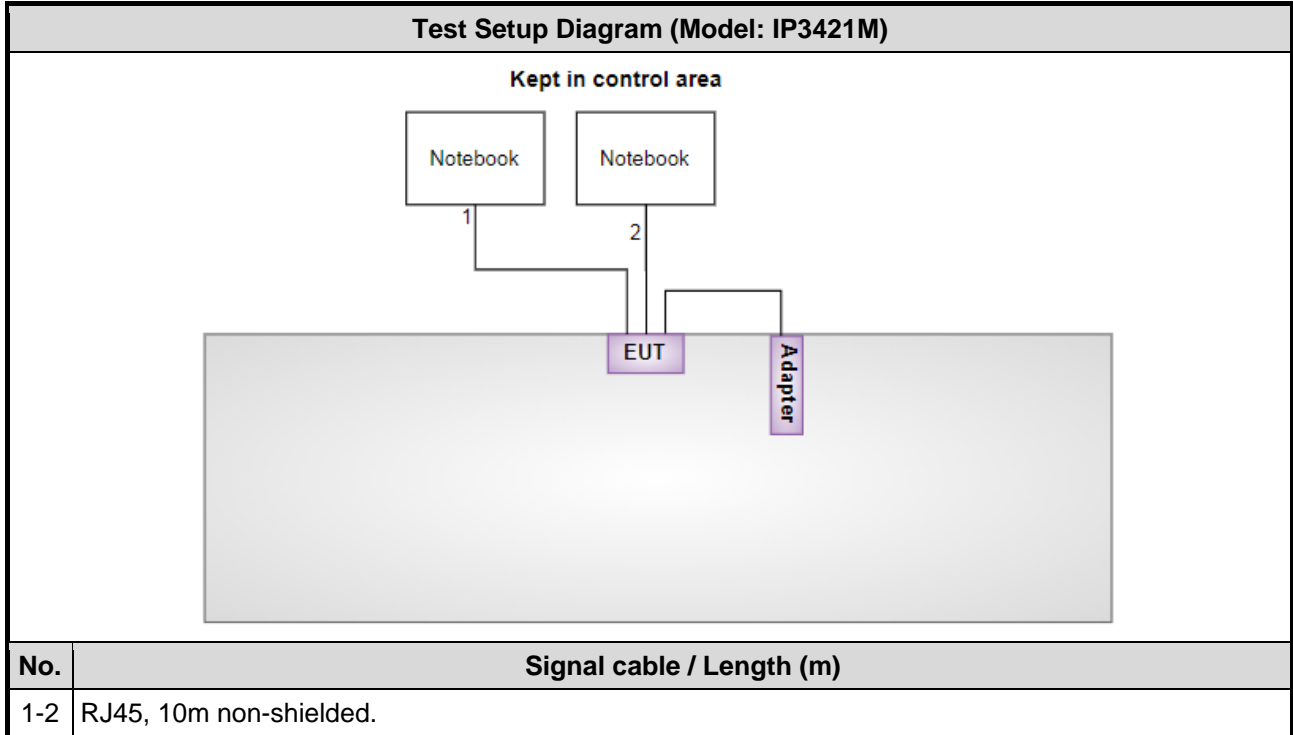 Test Setup Diagram (Model: IP3421M)
Kept in control area
Notebook
Notebook
1
2
EUT
Adapter
No. Signal cable / Length (m)
1-2 RJ45, 10m non-shielded.